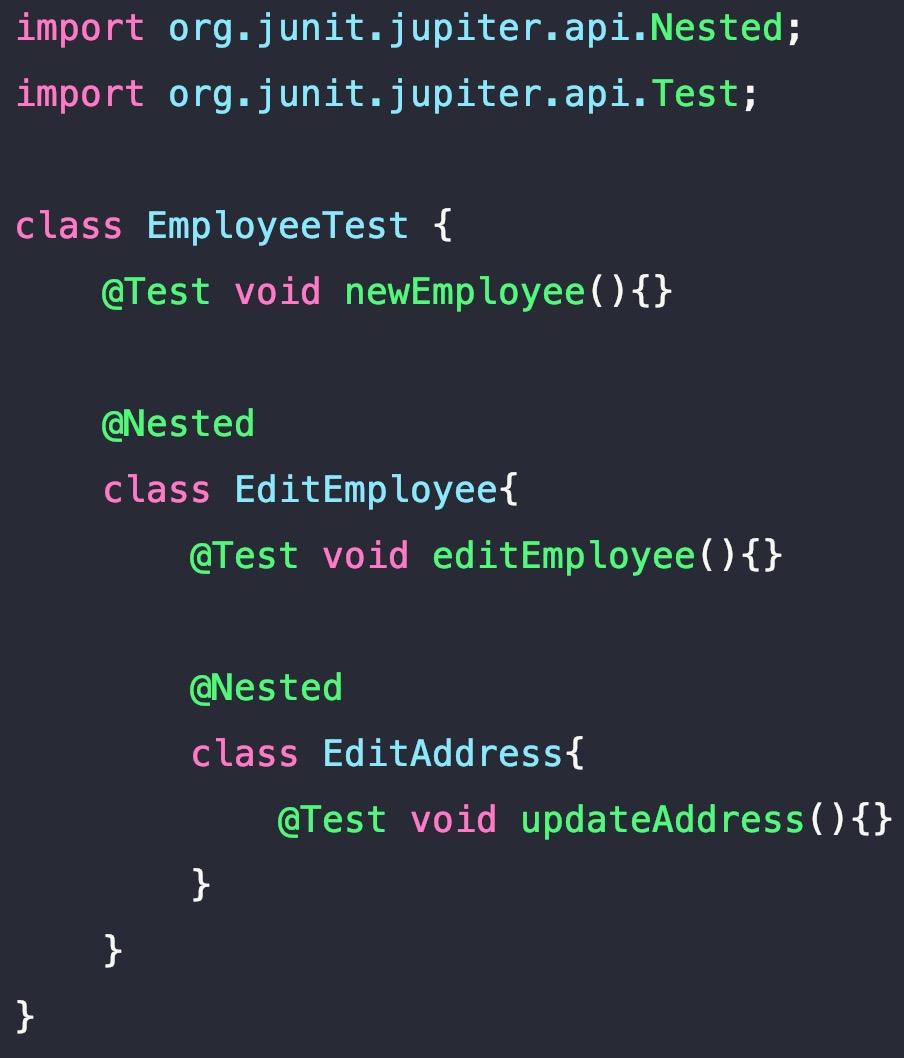 import org.junit.jupiter.api.Nested;
import org.junit.jupiter.api.Test;

class EmployeeTest {
    @Test void newEmployee(){}

    @Nested
    class EditEmployee{
        @Test void editEmployee(){}

        @Nested
        class EditAddress{
            @Test void updateAddress(){}
        }
    }
}